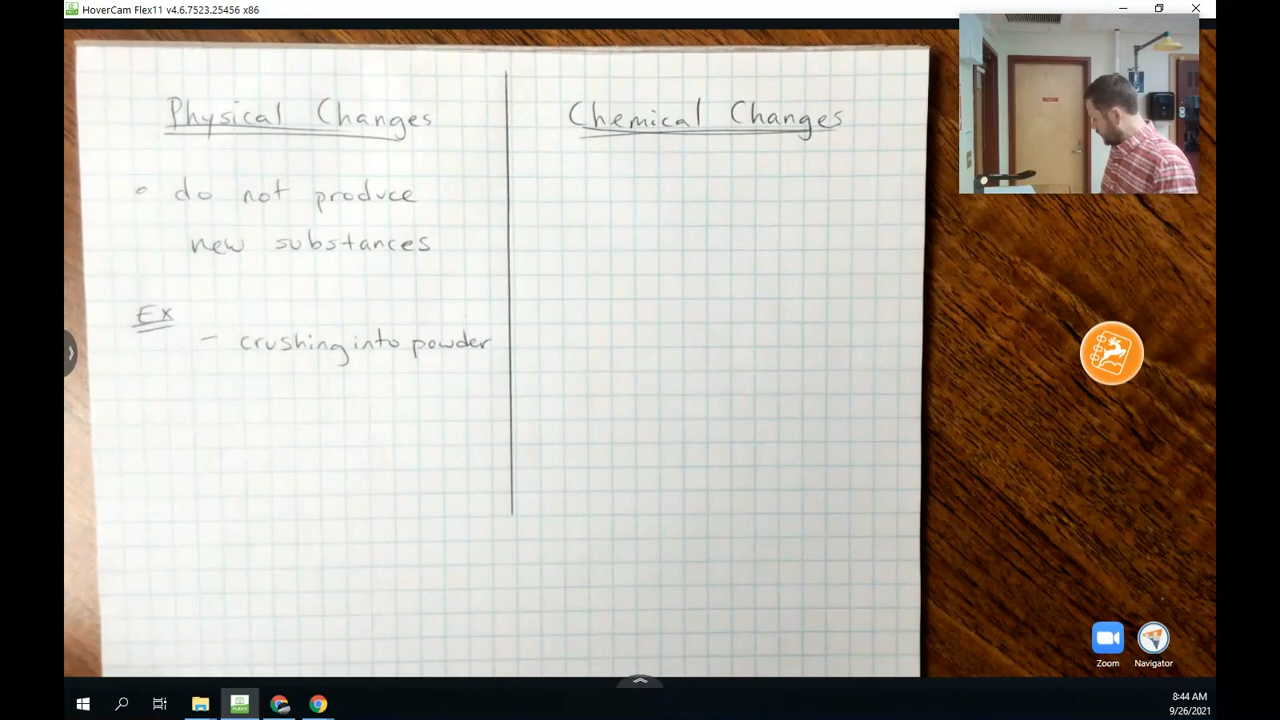 HoverCam Flex11 v4.6.7523.25456 x86
Physical Changes
• do not produce
new substances
Ex
- crushing into powder
Chemical Changes
Zoom
Navigator
8:44 AM
9/26/2021